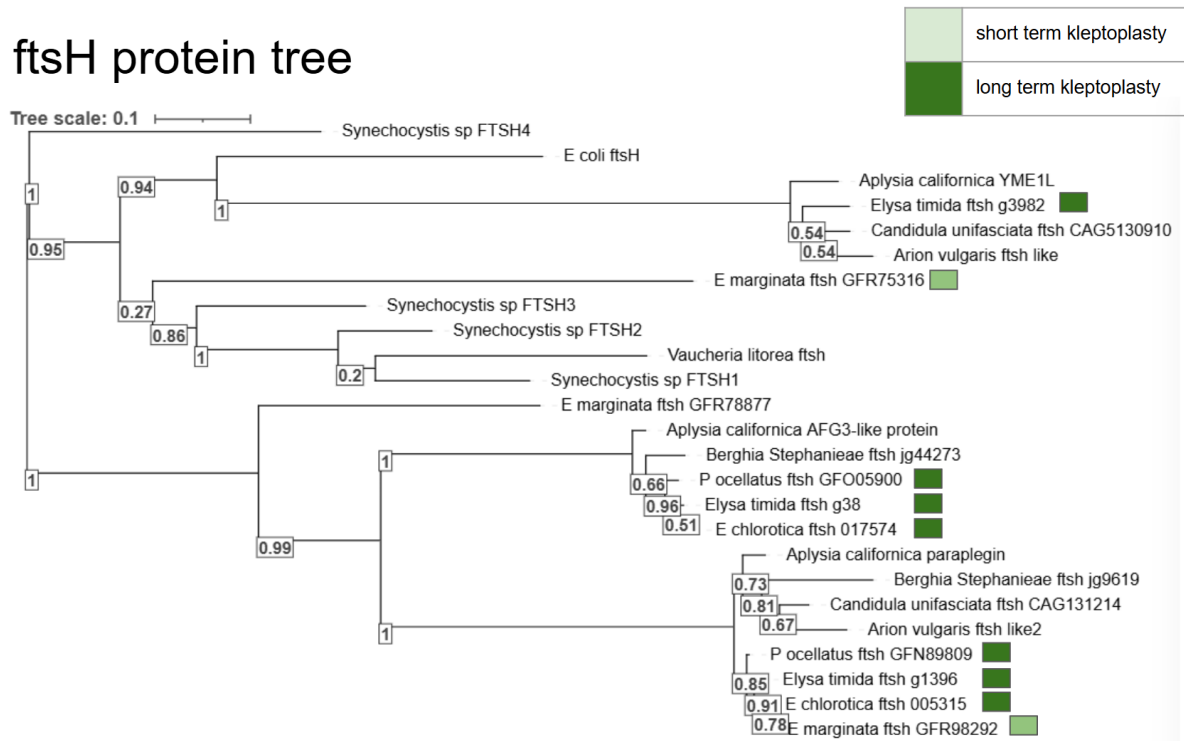 ftsH protein tree
short term kleptoplasty
long term kleptoplasty
Tree scale: 0.1
Synechocystis sp FTSH4
E coli ftsH
0.94
1
1
Aplysia californica YME1L
Elysa timida ftsh g3982
0.54
Candidula unifasciata ftsh CAG5130910
0.95
0.54
Arion vulgaris ftsh like
E marginata ftsh GFR75316
0.27
Synechocystis sp FTSH3
0.86
Synechocystis sp FTSH2
1
Vaucheria litorea ftsh
0.2
Synechocystis sp FTSH1
E marginata ftsh GFR78877
Aplysia californica AFG3-like protein
1
Berghia Stephanieae ftsh jg44273
1
0.66
P ocellatus ftsh GFO05900
0.96
Elysa timida ftsh g38
0.51
E chlorotica ftsh 017574
0.99
Aplysia californica paraplegin
0.73
Berghia Stephanieae ftsh jg9619
0.81
Candidula unifasciata ftsh CAG131214
0.67
Arion vulgaris ftsh like2
1
P ocellatus ftsh GFN89809
0.85
Elysa timida ftsh g1396
0.91
E chlorotica ftsh 005315
0.78
E marginata ftsh GFR98292